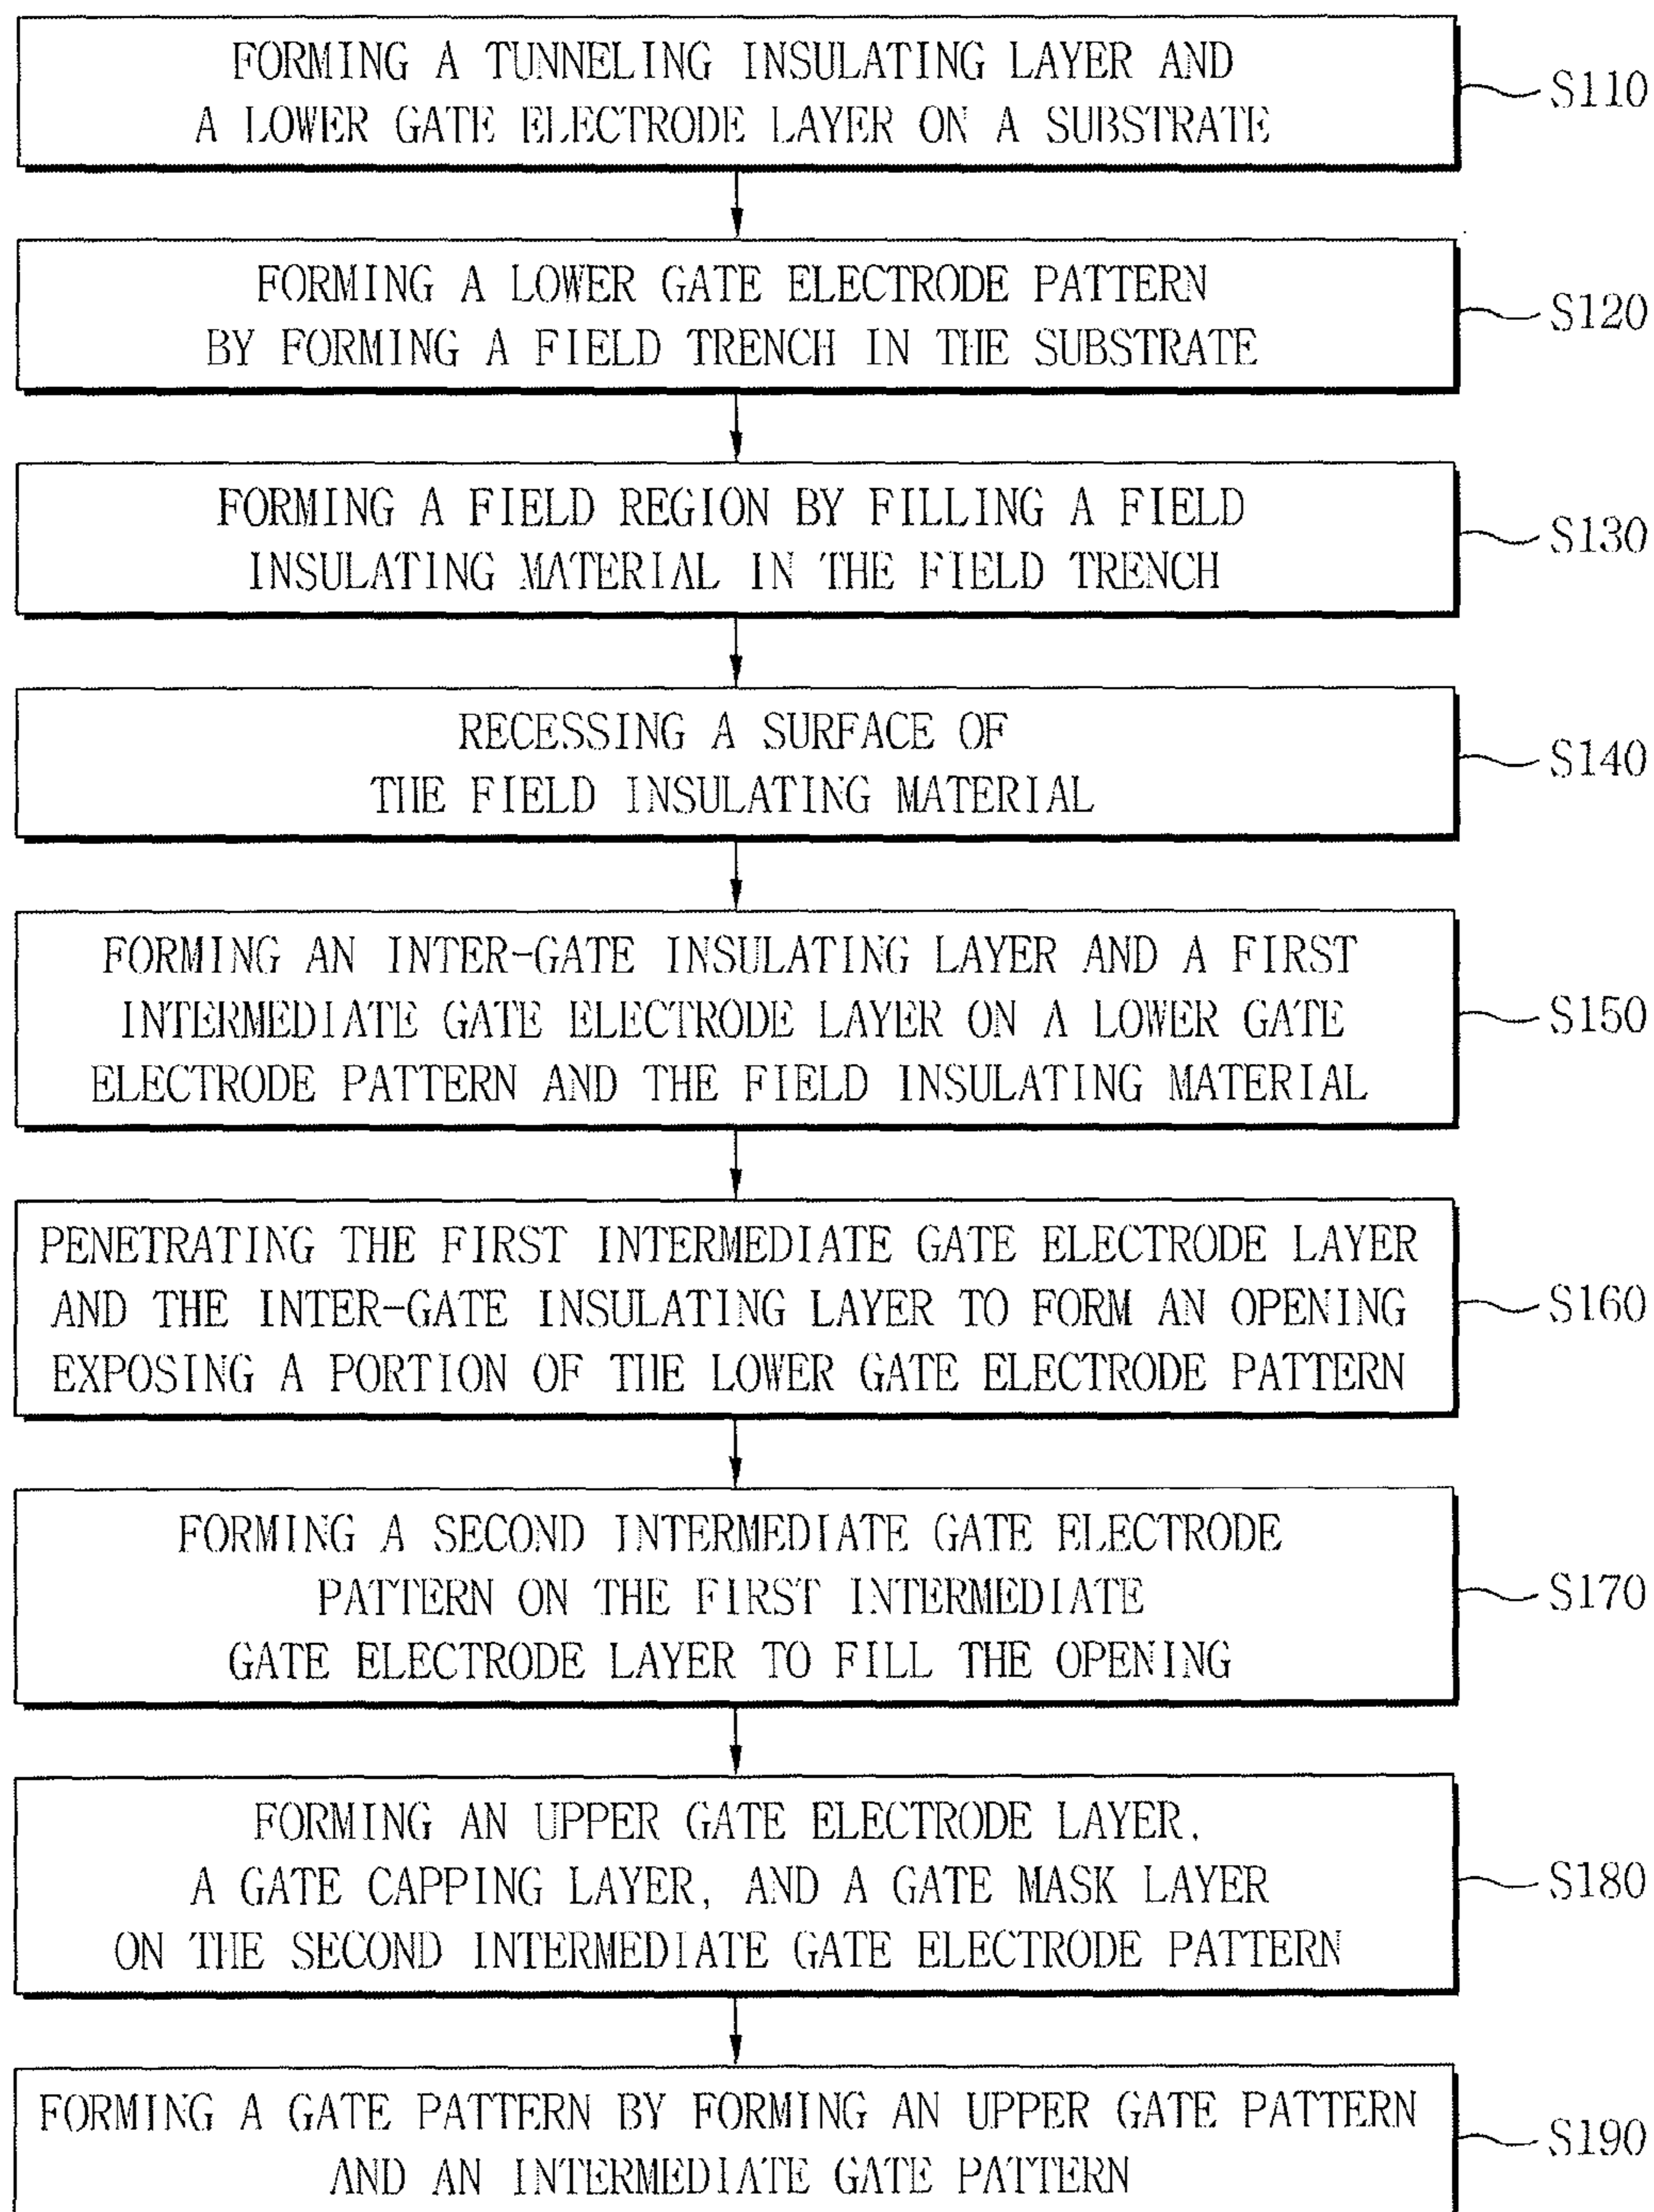 FORMING A TUNNELING INSULATING LAYER AND
A LOWER GATE ELECTRODE LAYER ON A SUBSTRATE
S110
FORMING A LOWER GATE ELECTRODE PATTERN
BY FORMING A FIELD TRENCH IN THE SUBSTRATE
S120
FORMING A FIELD REGION BY FILLING A FIELD
INSULATING MATERIAL IN THE FIELD TRENCH
S130
RECESSING A SURFACE OF
THE FIELD INSULATING MATERIAL
S140
FORMING AN INTER-GATE INSULATING LAYER AND A FIRST
INTERMEDIATE GATE ELECTRODE LAYER ON A LOWER GATE
ELECTRODE PATTERN AND THE FIELD INSULATING MATERIAL
S150
PENETRATING THE FIRST INTERMEDIATE GATE ELECTRODE LAYER
AND THE INTER-GATE INSULATING LAYER TO FORM AN OPENING
EXPOSING A PORTION OF THE LOWER GATE ELECTRODE PATTERN
S160
FORMING A SECOND INTERMEDIATE GATE ELECTRODE
PATTERN ON THE FIRST INTERMEDIATE
GATE ELECTRODE LAYER TO FILL THE OPENING
S170
FORMING AN UPPER GATE ELECTRODE LAYER,
A GATE CAPPING LAYER, AND A GATE MASK LAYER
ON THE SECOND INTERMEDIATE GATE ELECTRODE PATTERN
S180
FORMING A GATE PATTERN BY FORMING AN UPPER GATE PATTERN
AND AN INTERMEDIATE GATE PATTERN
S190